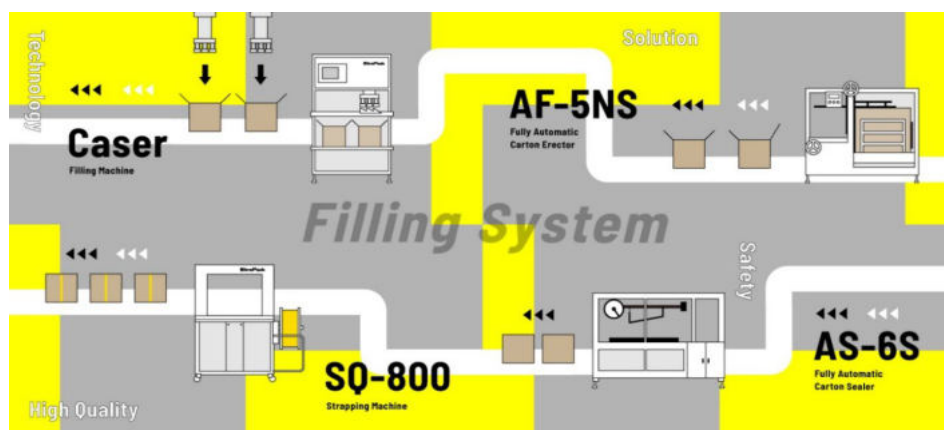 Technology
Solution
Caser
Filling Machine
AF-5NS
Fully Automatic
Carton Erector
Filling System
Safety
SQ-800
Strapping Machine
AS-6S
Fully Automatic
Carton Sealer
High Quality